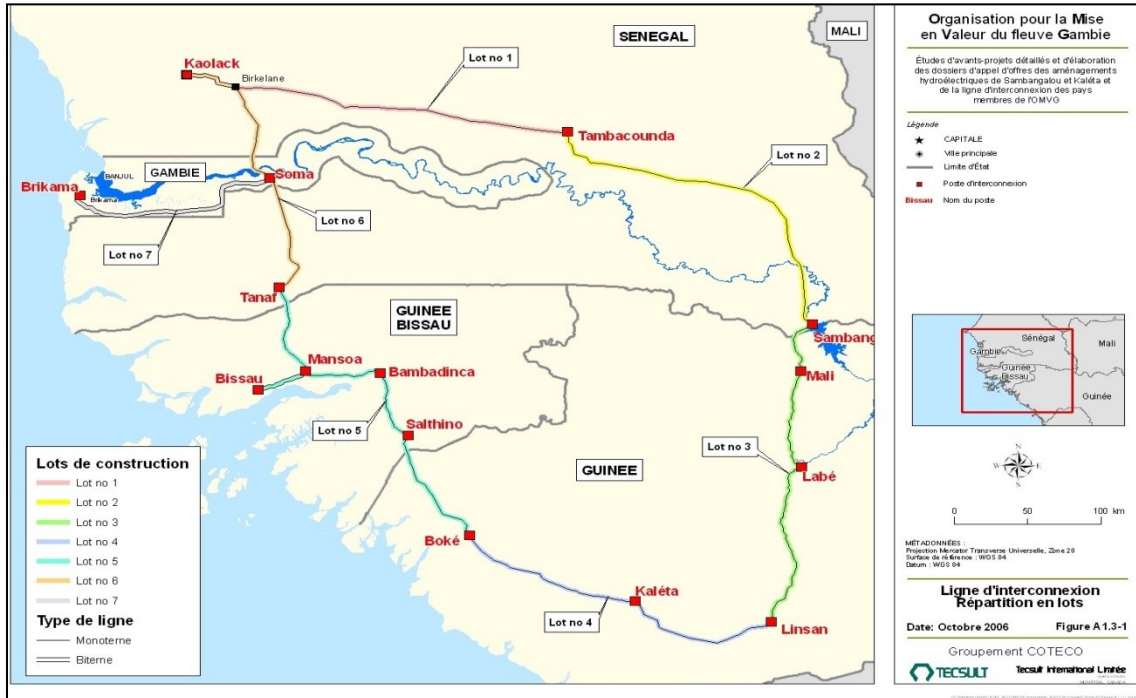 SENEGAL
MALI
Lot no 1
Kaolack
Birkelane
Tambacounda
Lot no 2
GAMBIE
BANJUL
Soma
Brikama
Brikama
Lot no 6
Lot no 7
Tanaf
GUINEE
BISSAU
Sambang
Mansoa
Mali
Bissau
Bambadinca
Lot no 5
Salthino
Lot no 3
GUINEE
Labé
Boké
Kaléta
Lot no 4
Linsan
Lots de construction
Lot no 1
Lot no 2
Lot no 3
Lot no 4
Lot no 5
Lot no 6
Lot no 7
Type de ligne
Monoterne
Biterne
Organisation pour la Mise
en Valeur du fleuve Gambie
Études d'avants-projets détaillés et d'élaboration
des dossiers d'appel d'offres des aménagements
hydroélectriques de Sambangalou et Kaléta et
de la ligne d'interconnexion des pays
membres de l'OMVG
Légende
CAPITALE
Ville principale
Limite d'État
Poste d'interconnexion
Bissau Nom du poste
Sénégal
Mali
Gambie
Guinee
Bissau
Guinée
N
W E
S
0 50 100 km
MÉTADONNÉES :
Projection Mercator Transverse Universelle, Zone 28
Surface de référence : WGS 84
Datum : WGS 84
Ligne d'interconnexion
Répartition en lots
Date: Octobre 2006 Figure A1.3-1
Groupement COTECO
TECSULT Tecsult International Limitée